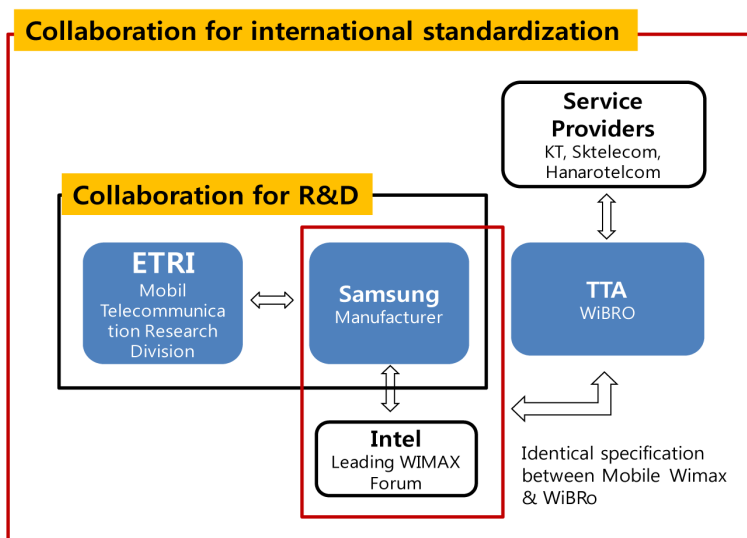 Collaboration for international standardization
Service
Providers
KT, Sktelecom,
Hanarotelcom
Collaboration for R&D
ETRI
Mobil
Telecommunica
tion Research
Division
Samsung
Manufacturer
TTA
WiBRO
Intel
Leading WIMAX
Forum
Identical specification
between Mobile Wimax
& WiBRo